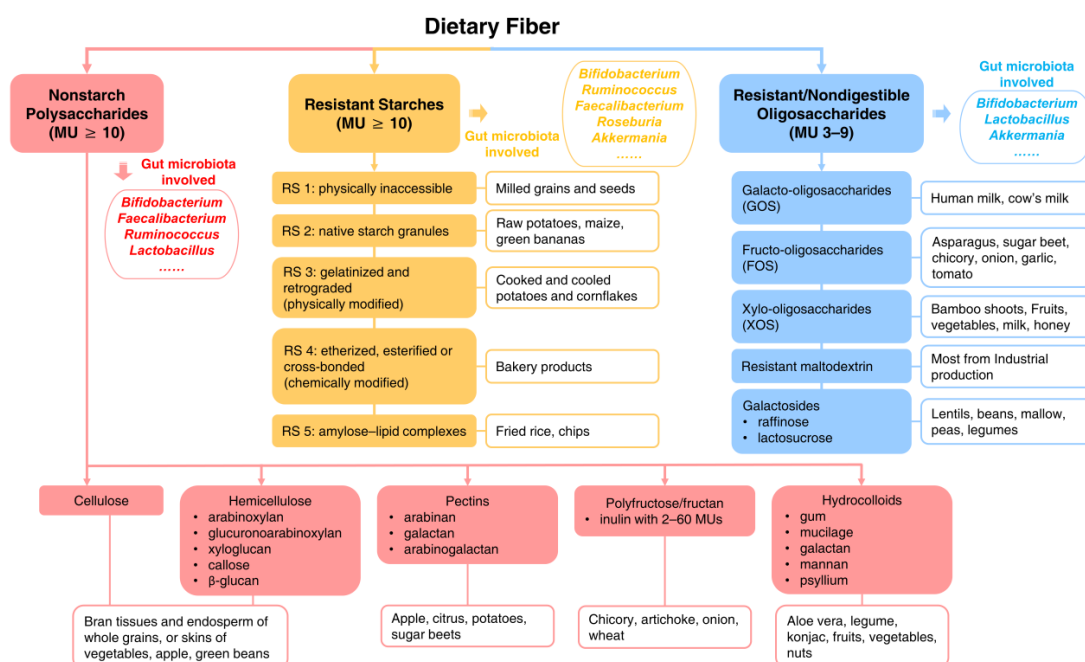 Dietary Fiber
Nonstarch
Polysaccharides
(MU ≥ 10)
Gut microbiota
involved
Bifidobacterium
Faecalibacterium
Ruminococcus
Lactobacillus
......
Resistant Starches
(MU ≥ 10)
Gut microbiota
involved
Bifidobacterium
Ruminococcus
Faecalibacterium
Roseburia
Akkermania
......
RS 1: physically inaccessible
Milled grains and seeds
RS 2: native starch granules
Raw potatoes, maize,
green bananas
RS 3: gelatinized and
retrograded
(physically modified)
Cooked and cooled
potatoes and cornflakes
RS 4: etherized, esterified or
cross-bonded
(chemically modified)
Bakery products
RS 5: amylose–lipid complexes
Fried rice, chips
Resistant/Nondigestible
Oligosaccharides
(MU 3–9)
Gut microbiota
involved
Bifidobacterium
Lactobacillus
Akkermania
......
Galacto-oligosaccharides
(GOS)
Human milk, cow's milk
Fructo-oligosaccharides
(FOS)
Asparagus, sugar beet,
chicory, onion, garlic,
tomato
Xylo-oligosaccharides
(XOS)
Bamboo shoots, Fruits,
vegetables, milk, honey
Resistant maltodextrin
Most from Industrial
production
Galactosides
• raffinose
• lactosucrose
Lentils, beans, mallow,
peas, legumes
Cellulose
Hemicellulose
• arabinoxylan
• glucuronoarabinoxylan
• xyloglucan
• callose
• β-glucan
Bran tissues and endosperm of
whole grains, or skins of
vegetables, apple, green beans
Pectins
• arabinan
• galactan
• arabinogalactan
Apple, citrus, potatoes,
sugar beets
Polyfructose/fructan
• inulin with 2–60 MUs
Chicory, artichoke, onion,
wheat
Hydrocolloids
• gum
• mucilage
• galactan
• mannan
• psyllium
Aloe vera, legume,
konjac, fruits, vegetables,
nuts